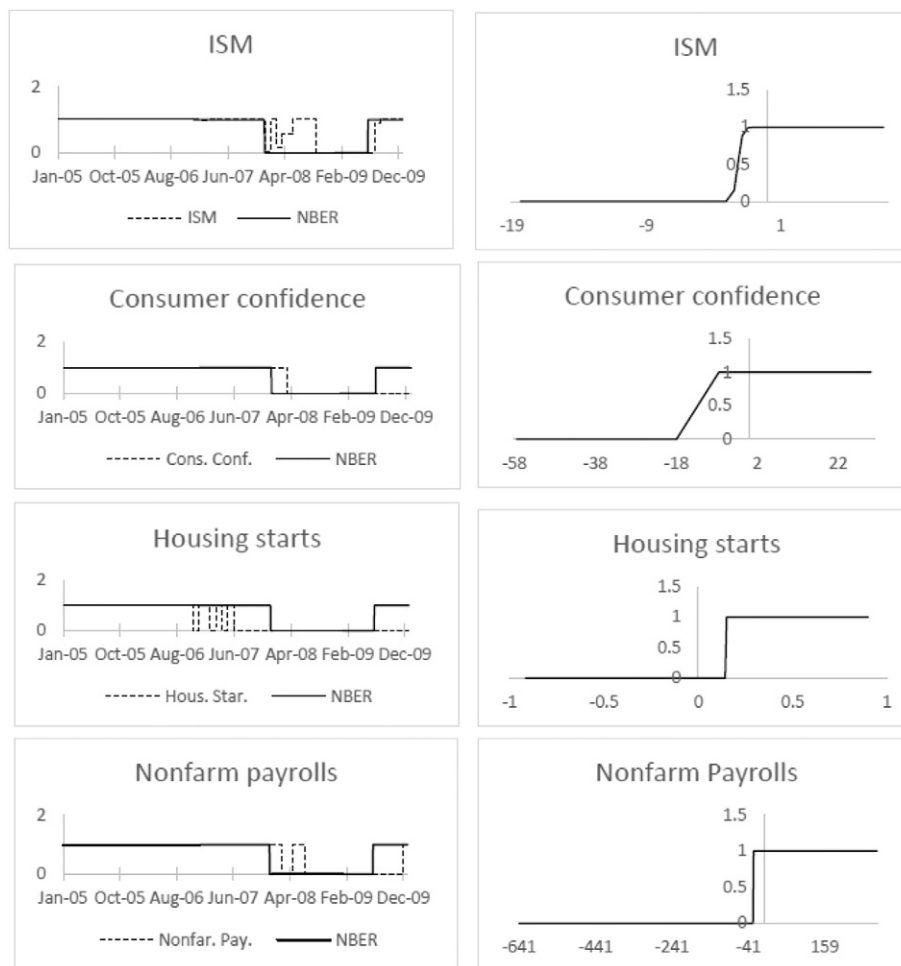 ISM
2
0
Jan-05 Oct-05 Aug-06 Jun-07 Apr-08 Feb-09 Dec-09
ISM NBER
ISM
1.5
1
0.5
0
-19 -9 1
Consumer confidence
2
0
Jan-05 Oct-05 Aug-06 Jun-07 Apr-08 Feb-09 Dec-09
Cons. Conf. NBER
Consumer confidence
1.5
1
0.5
0
-58 -38 -18 2 22
Housing starts
2
0
Jan-05 Oct-05 Aug-06 Jun-07 Apr-08 Feb-09 Dec-09
Hous. Star. NBER
Housing starts
1.5
1
0.5
0
-1 -0.5 0 0.5 1
Nonfarm payrolls
2
0
Jan-05 Oct-05 Aug-06 Jun-07 Apr-08 Feb-09 Dec-09
Nonfar. Pay. NBER
Nonfarm Payrolls
1.5
1
0.5
0
-641 -441 -241 -41 159